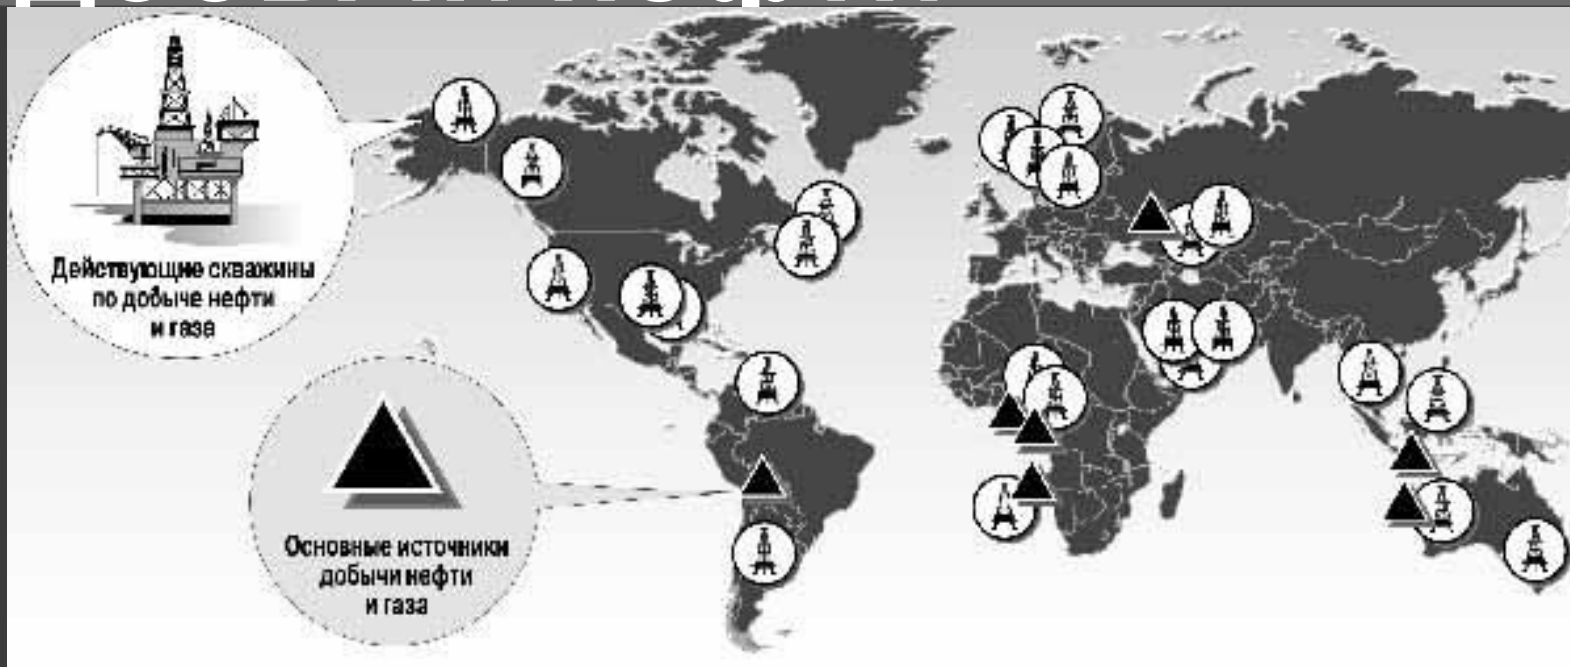 Действующие скважины
по добыче нефти
и газа
Основные источники
добычи нефти
и газа